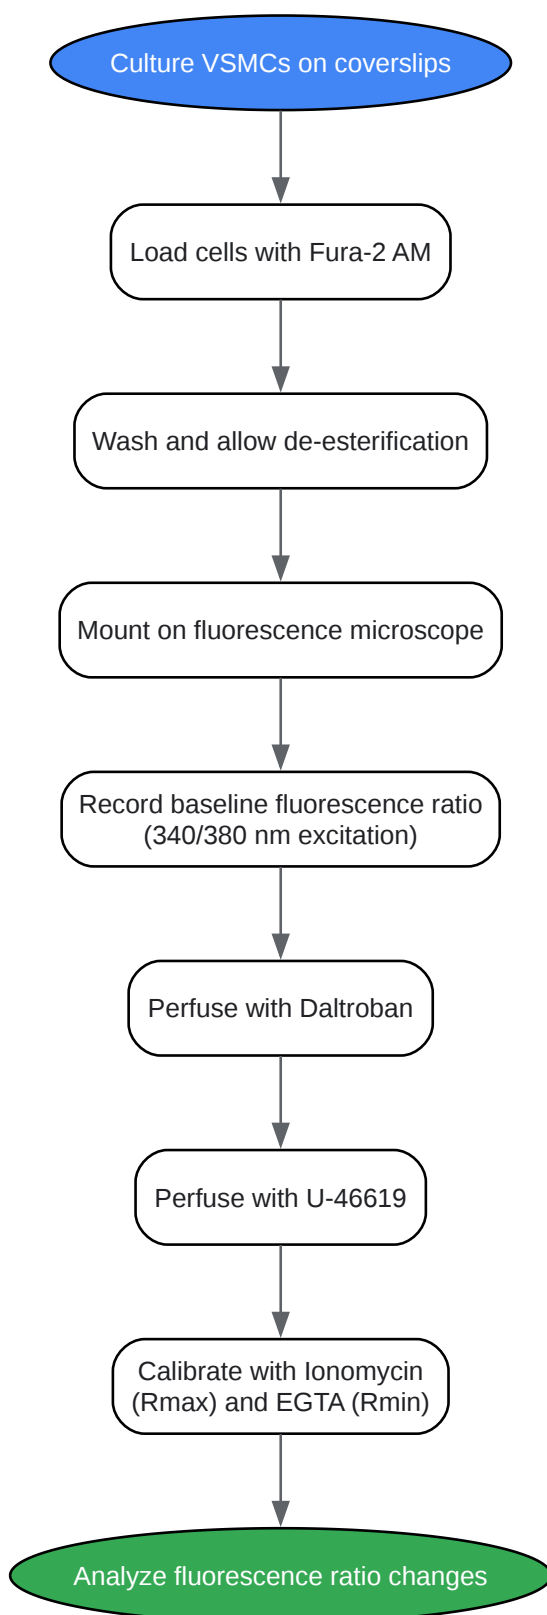 Culture VSMCs on coverslips
Load cells with Fura-2 AM
Wash and allow de-esterification
Mount on fluorescence microscope
Record baseline fluorescence ratio
(340/380 nm excitation)
Perfuse with Daltroban
Perfuse with U-46619
Calibrate with Ionomycin
(Rmax) and EGTA (Rmin)
Analyze fluorescence ratio changes